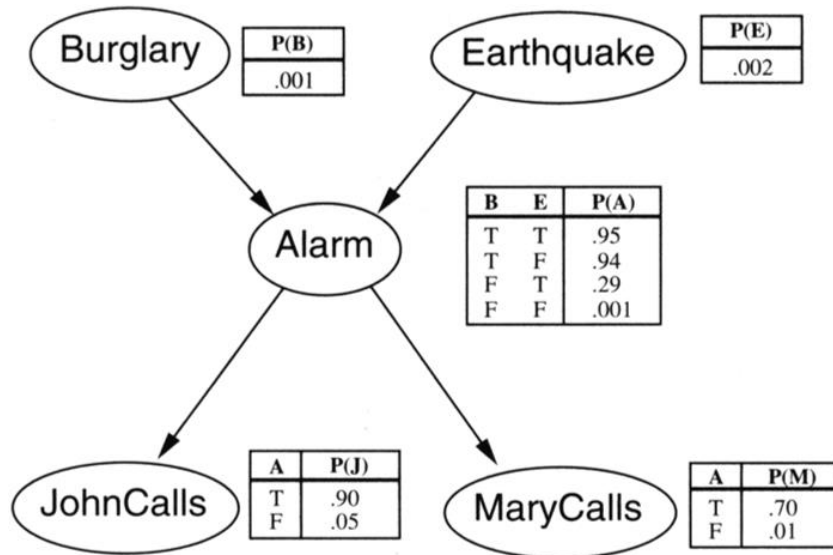 Burglary
P(B)
.001
Earthquake
P(E)
.002
Alarm
B E P(A)
T T .95
T F .94
F T .29
F F .001
JohnCalls
A P(J)
T .90
F .05
MaryCalls
A P(M)
T .70
F .01